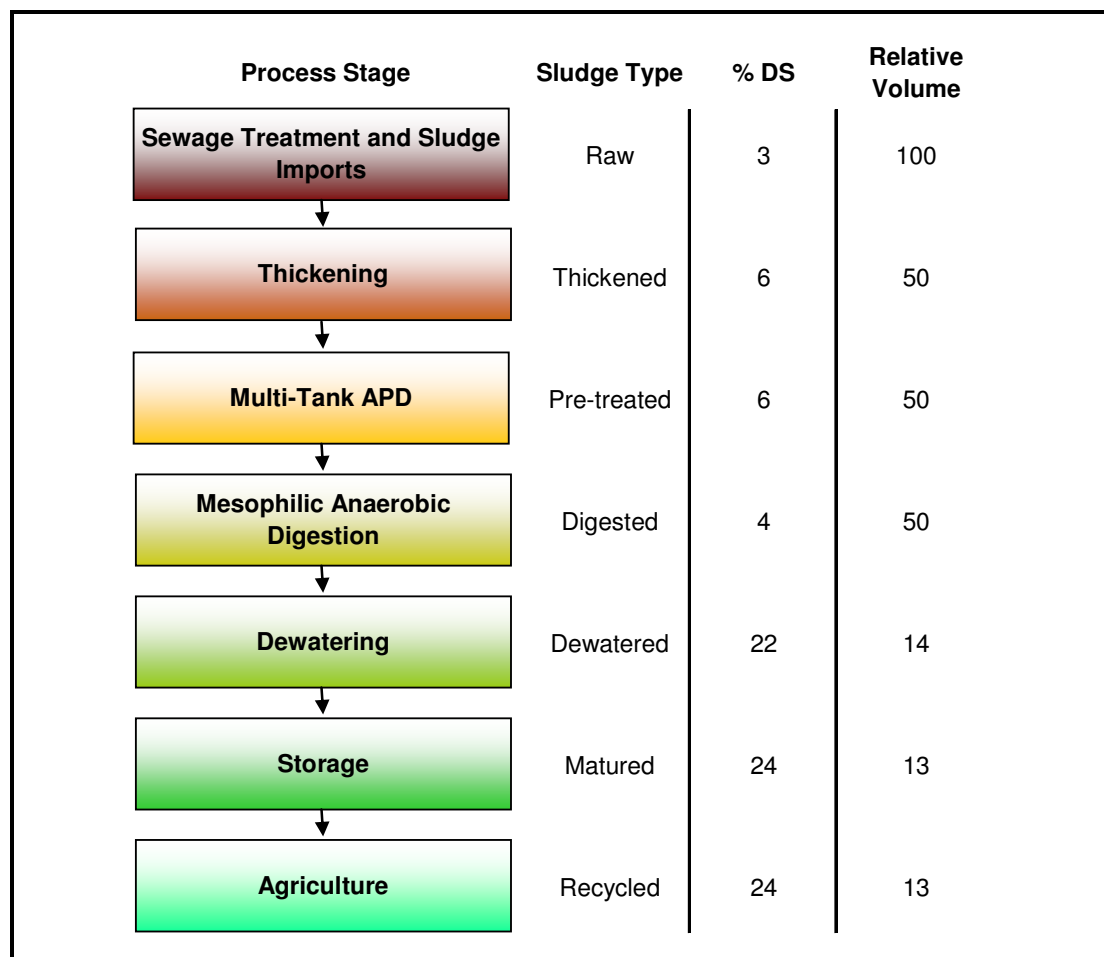 Process Stage Sludge Type % DS Relative
Volume
Sewage Treatment and Sludge
Imports Raw 3 100
Thickening Thickened 6 50
Multi-Tank APD Pre-treated 6 50
Mesophilic Anaerobic
Digestion Digested 4 50
Dewatering Dewatered 22 14
Storage Matured 24 13
Agriculture Recycled 24 13